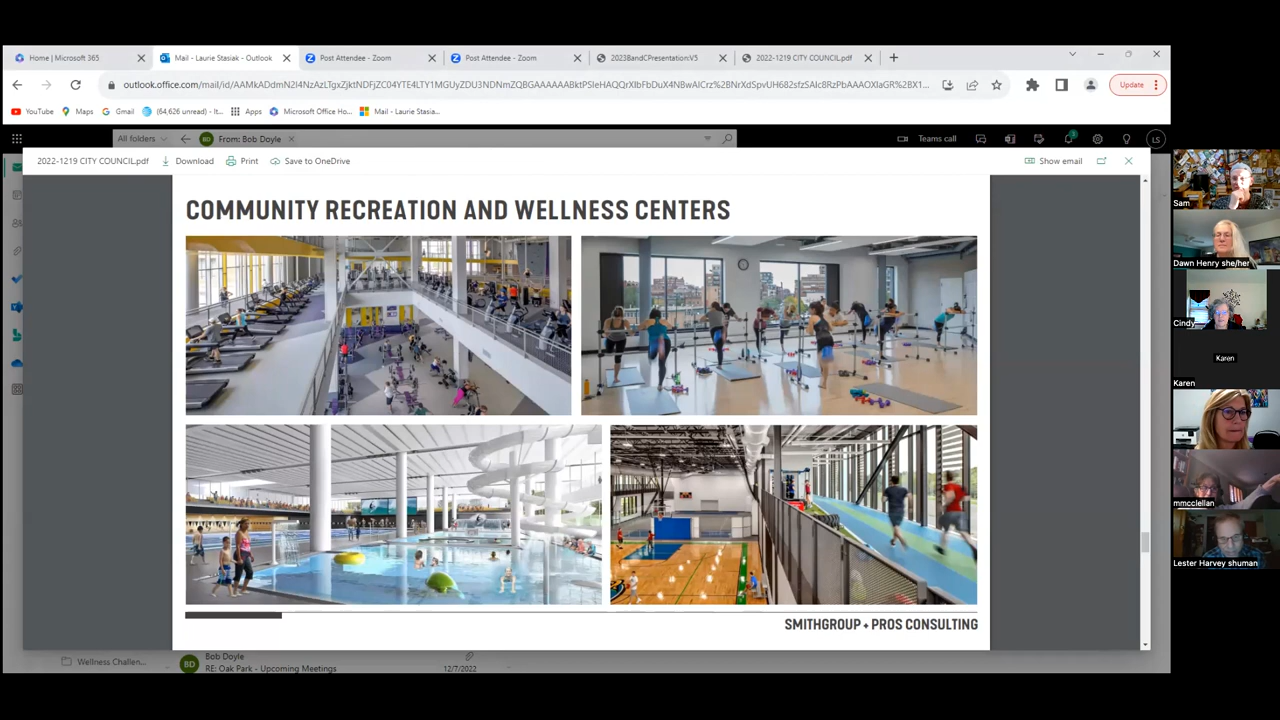 Home | Microsoft 365
Mail - Laurie Stasiak - Outlook
Post Attendee - Zoom
Post Attendee - Zoom
2023BandCPresentationV5
2022-1219 CITY COUNCIL.pdf
Update
YouTube
Maps
Gmail
(64,626 unread) - It...
Apps
Microsoft Office Ho...
Mail - Laurie Stasia...
All folders
From: Bob Doyle
Teams call
LS
2022-1219 CITY COUNCIL.pdf
Download
Print
Save to OneDrive
Show email
COMMUNITY RECREATION AND WELLNESS CENTERS
SMITHGROUP + PROS CONSULTING
Wellness Challen...
BD
Bob Doyle
RE: Oak Park - Upcoming Meetings
12/7/2022
Sam
Dawn Henry she/her
Cindy
Karen
Karen
mmcclellan
Lester Harvey shuman